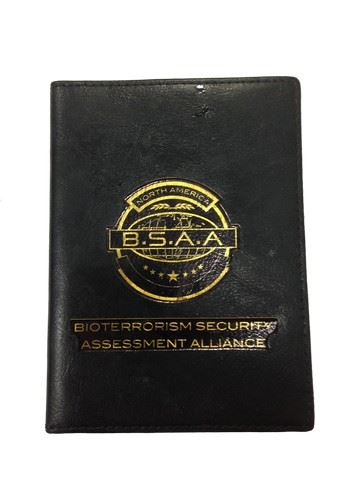 NORTH AMERICA
B.S.A.A
BIOTERRORISM SECURITY
ASSESSMENT ALLIANCE